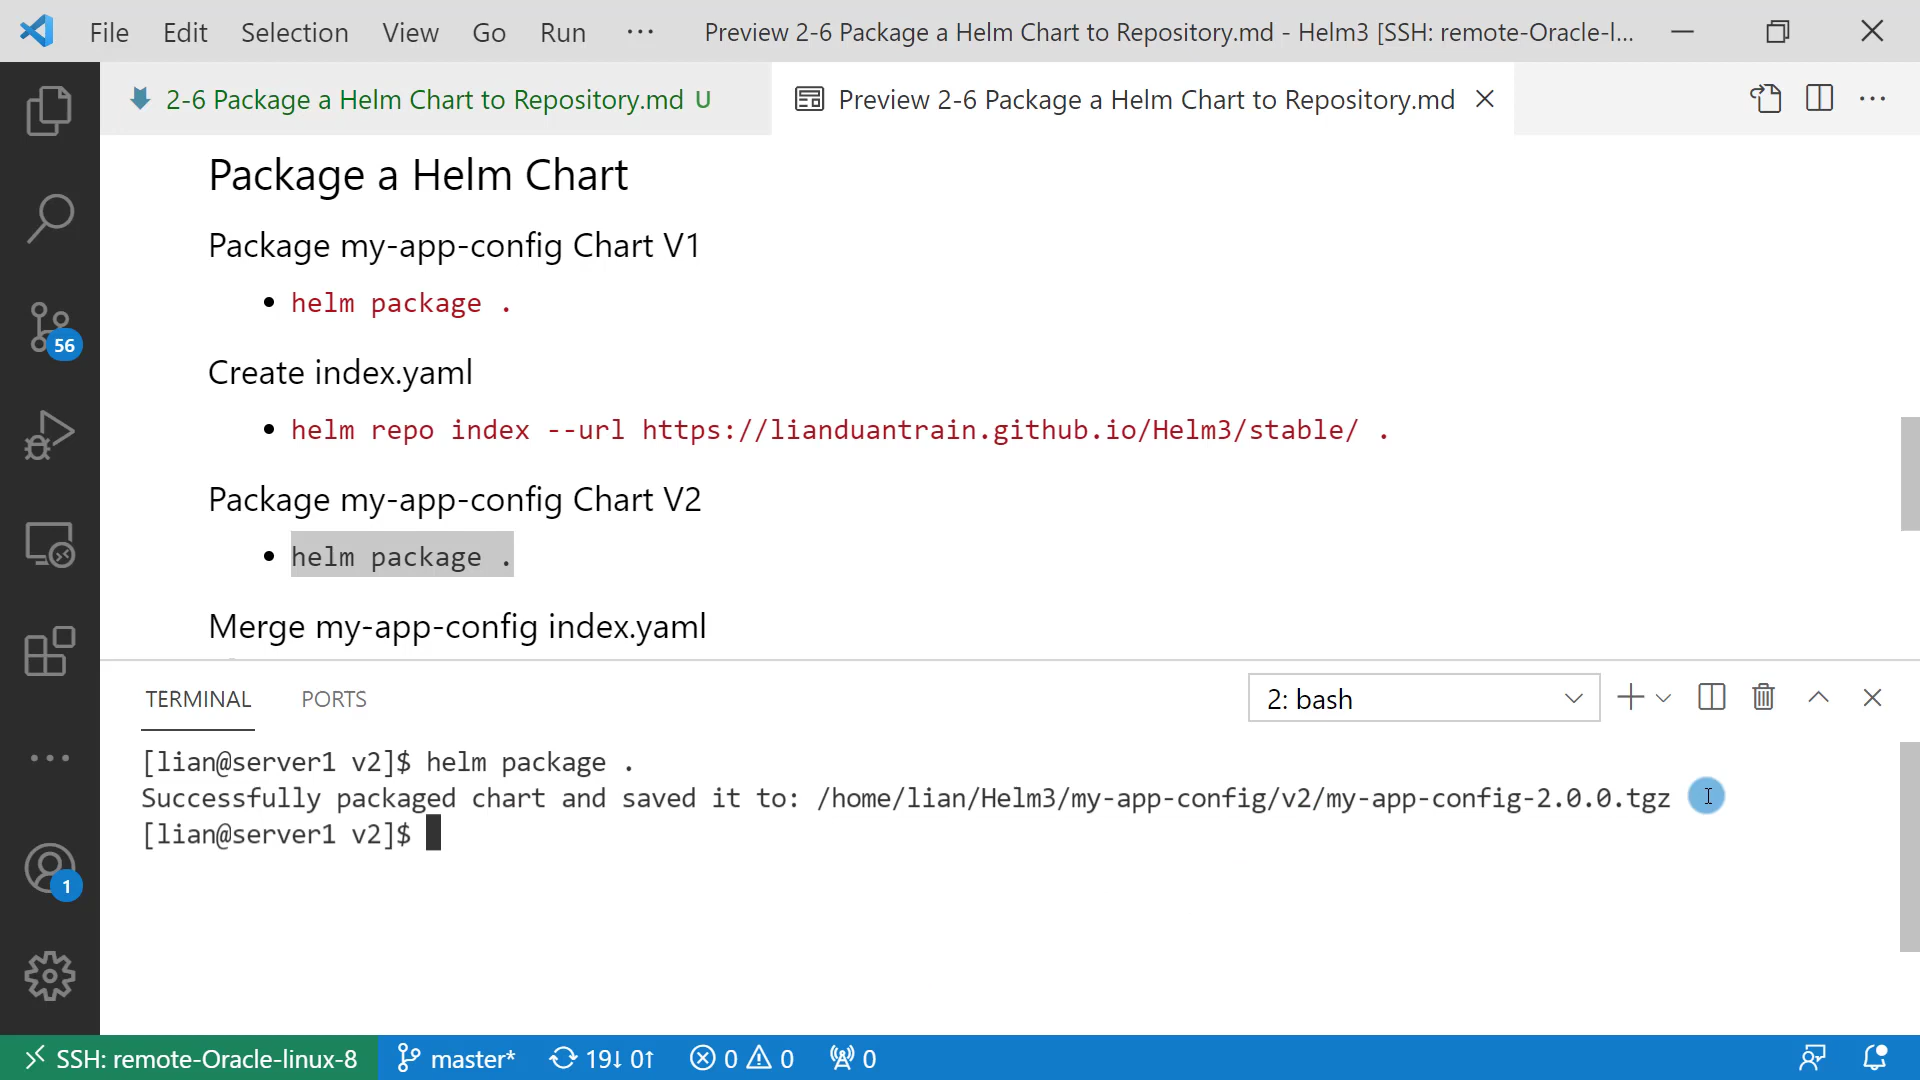 File Edit Selection View Go Run ··· Preview 2-6 Package a Helm Chart to Repository.md - Helm3 [SSH: remote-Oracle-l...
2-6 Package a Helm Chart to Repository.md U
Preview 2-6 Package a Helm Chart to Repository.md
Package a Helm Chart
Package my-app-config Chart V1
• helm package .
Create index.yaml
• helm repo index --url https://lianduantrain.github.io/Helm3/stable/ .
Package my-app-config Chart V2
• helm package .
Merge my-app-config index.yaml
56
1
TERMINAL PORTS
2: bash
[lian@server1 v2]$ helm package .
Successfully packaged chart and saved it to: /home/lian/Helm3/my-app-config/v2/my-app-config-2.0.0.tgz
[lian@server1 v2]$
SSH: remote-Oracle-linux-8 master* 19↓ 0↑ 0 0 0